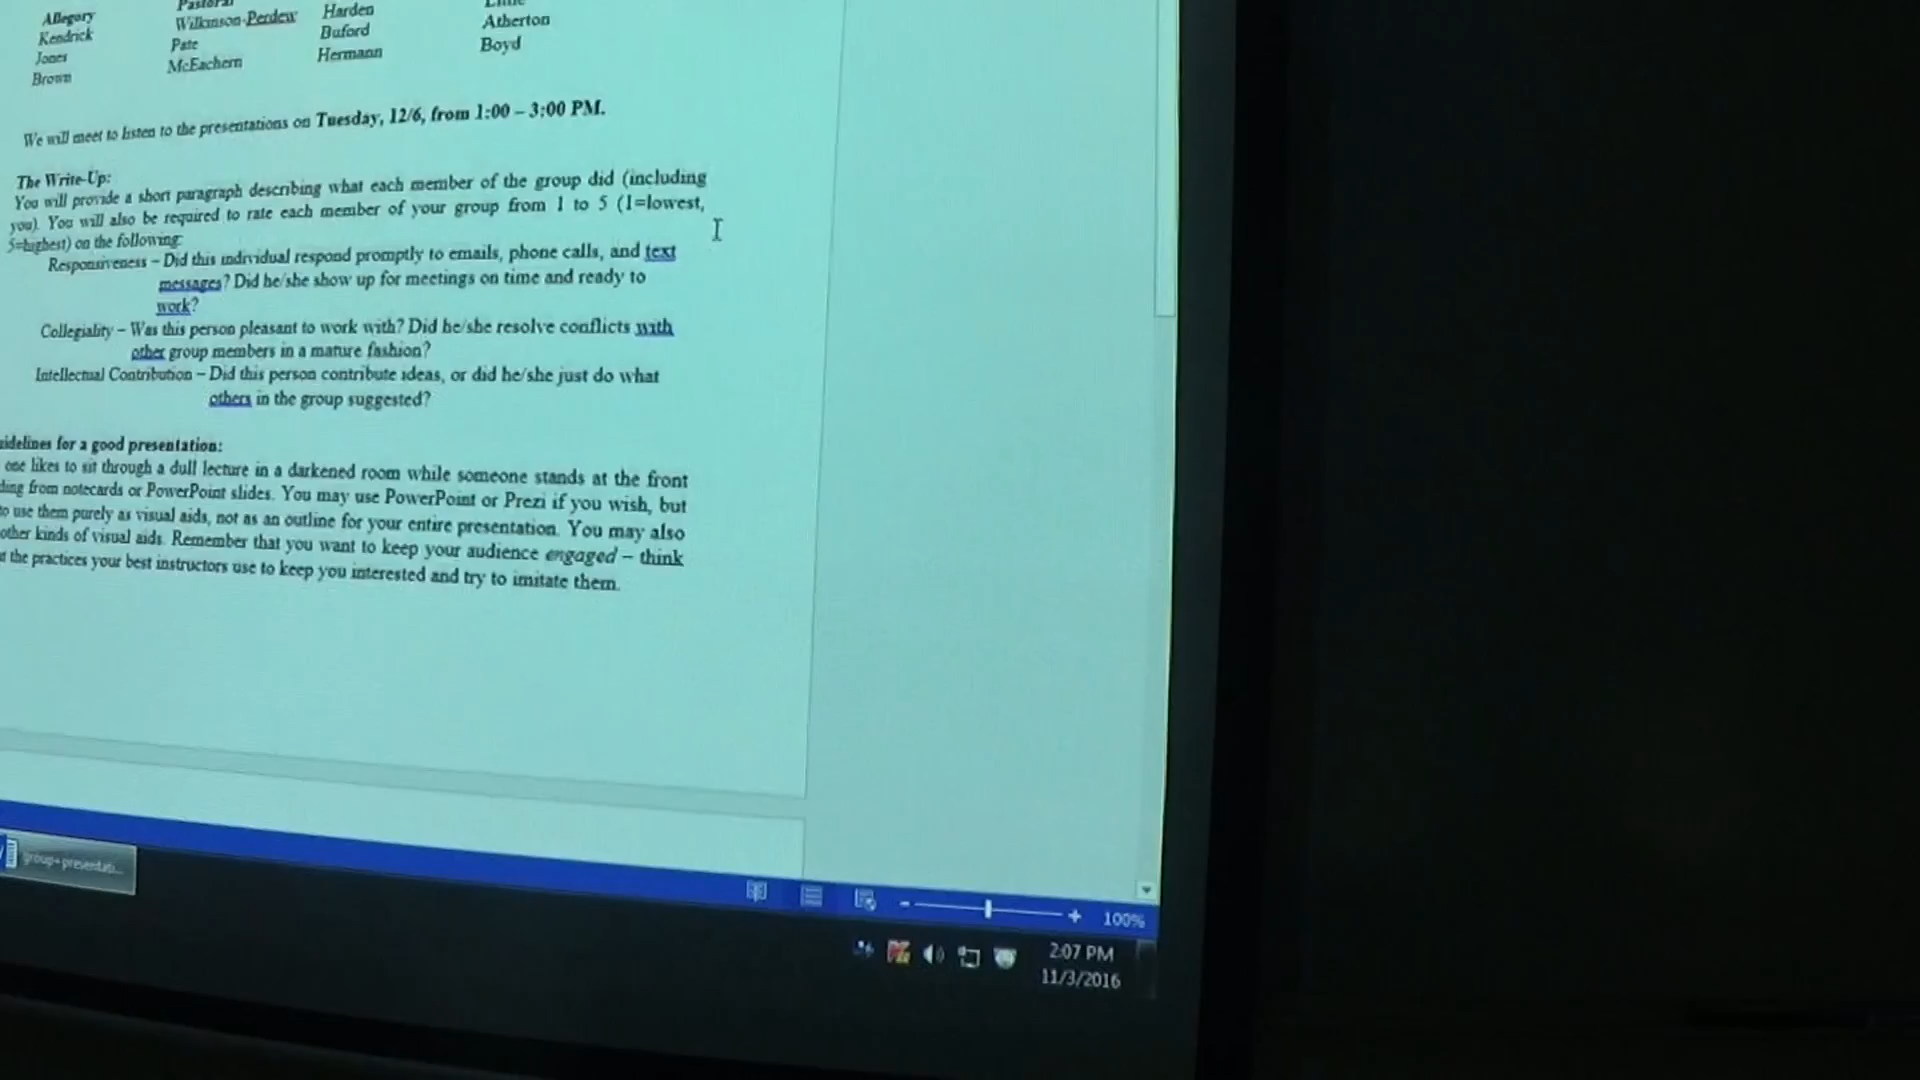 Allegory Pastoral Harden
Kendrick Wilkinson-Perdew Buford Atherton
Jones Pate Hermann Boyd
Brown McEachern
We will meet to listen to the presentations on Tuesday, 12/6, from 1:00 – 3:00 PM.
The Write-Up:
You will provide a short paragraph describing what each member of the group did (including
you). You will also be required to rate each member of your group from 1 to 5 (1=lowest,
5=highest) on the following:
Responsiveness – Did this individual respond promptly to emails, phone calls, and text
messages? Did he/she show up for meetings on time and ready to
work?
Collegiality – Was this person pleasant to work with? Did he/she resolve conflicts with
other group members in a mature fashion?
Intellectual Contribution – Did this person contribute ideas, or did he/she just do what
others in the group suggested?
idelines for a good presentation:
one likes to sit through a dull lecture in a darkened room while someone stands at the front
ding from notecards or PowerPoint slides. You may use PowerPoint or Prezi if you wish, but
to use them purely as visual aids, not as an outline for your entire presentation. You may also
other kinds of visual aids. Remember that you want to keep your audience engaged – think
the practices your best instructors use to keep you interested and try to imitate them.
group+presentati...
100%
2:07 PM
11/3/2016